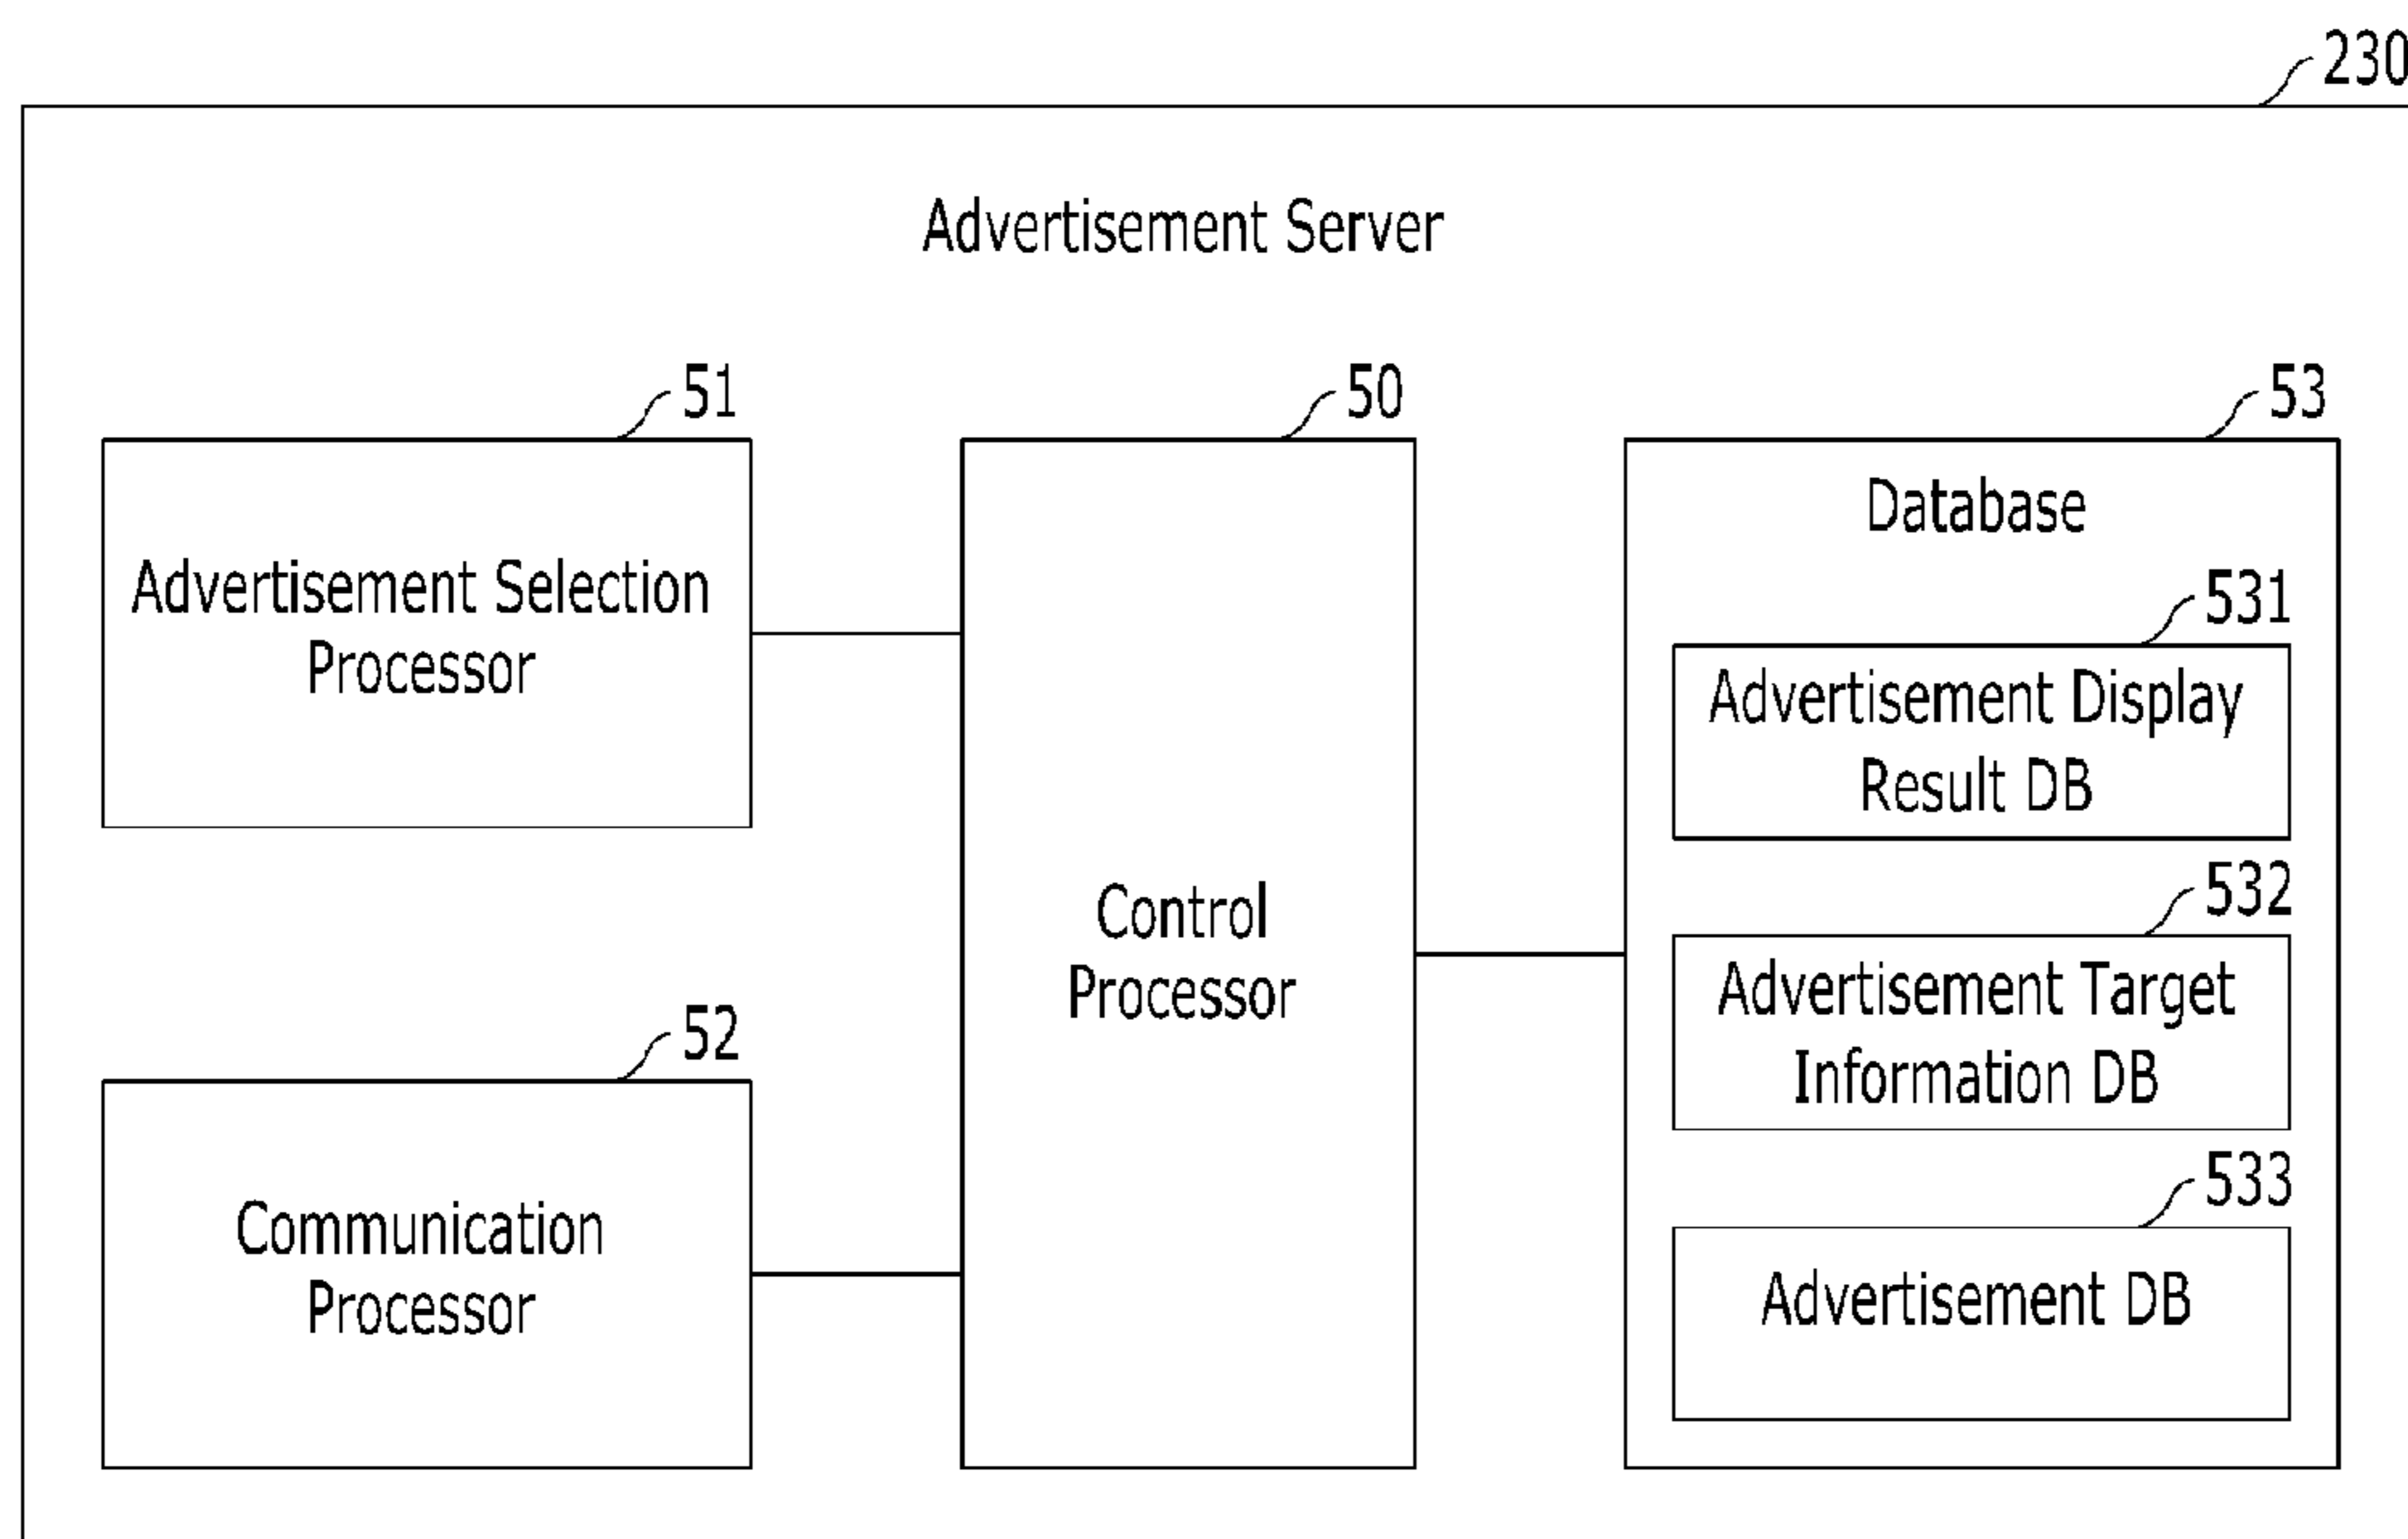 230
Advertisement Server
51
Advertisement Selection
Processor
52
Communication
Processor
50
Control
Processor
53
Database
531
Advertisement Display
Result DB
532
Advertisement Target
Information DB
533
Advertisement DB